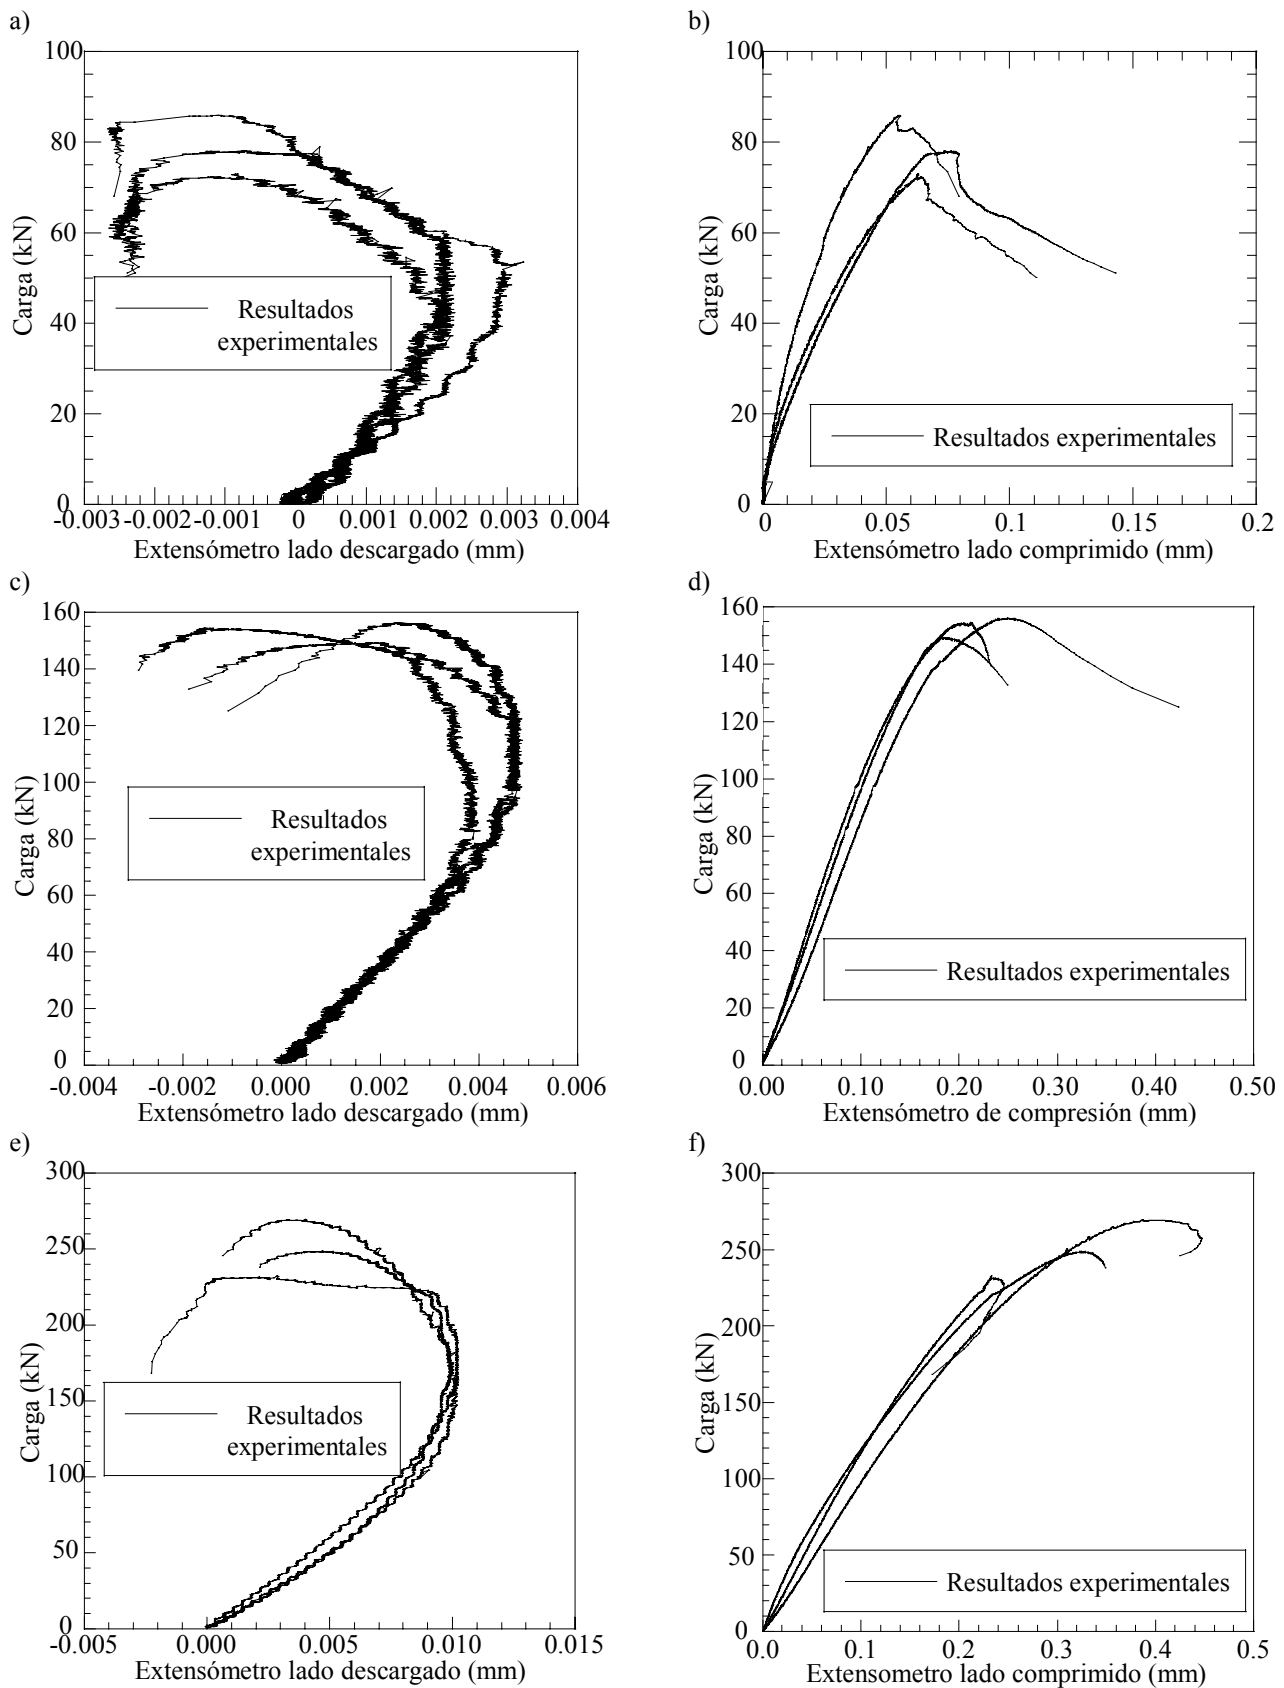 a)
100
80
60
40
20
0
Carga (kN)
Resultados
experimentales
-0.003 -0.002 -0.001 0 0.001 0.002 0.003 0.004
Extensómetro lado descargado (mm)
b)
100
80
60
40
20
0
Carga (kN)
Resultados experimentales
0 0.05 0.1 0.15 0.2
Extensómetro lado comprimido (mm)
c)
160
140
120
100
80
60
40
20
0
Carga (kN)
Resultados
experimentales
-0.004 -0.002 0.000 0.002 0.004 0.006
Extensómetro lado descargado (mm)
d)
160
140
120
100
80
60
40
20
0
Carga (kN)
Resultados experimentales
0.00 0.10 0.20 0.30 0.40 0.50
Extensómetro de compresión (mm)
e)
300
250
200
150
100
50
0
Carga (kN)
Resultados
experimentales
-0.005 0.000 0.005 0.010 0.015
Extensómetro lado descargado (mm)
f)
300
250
200
150
100
50
0
Carga (kN)
Resultados experimentales
0.0 0.1 0.2 0.3 0.4 0.5
Extensometro lado comprimido (mm)